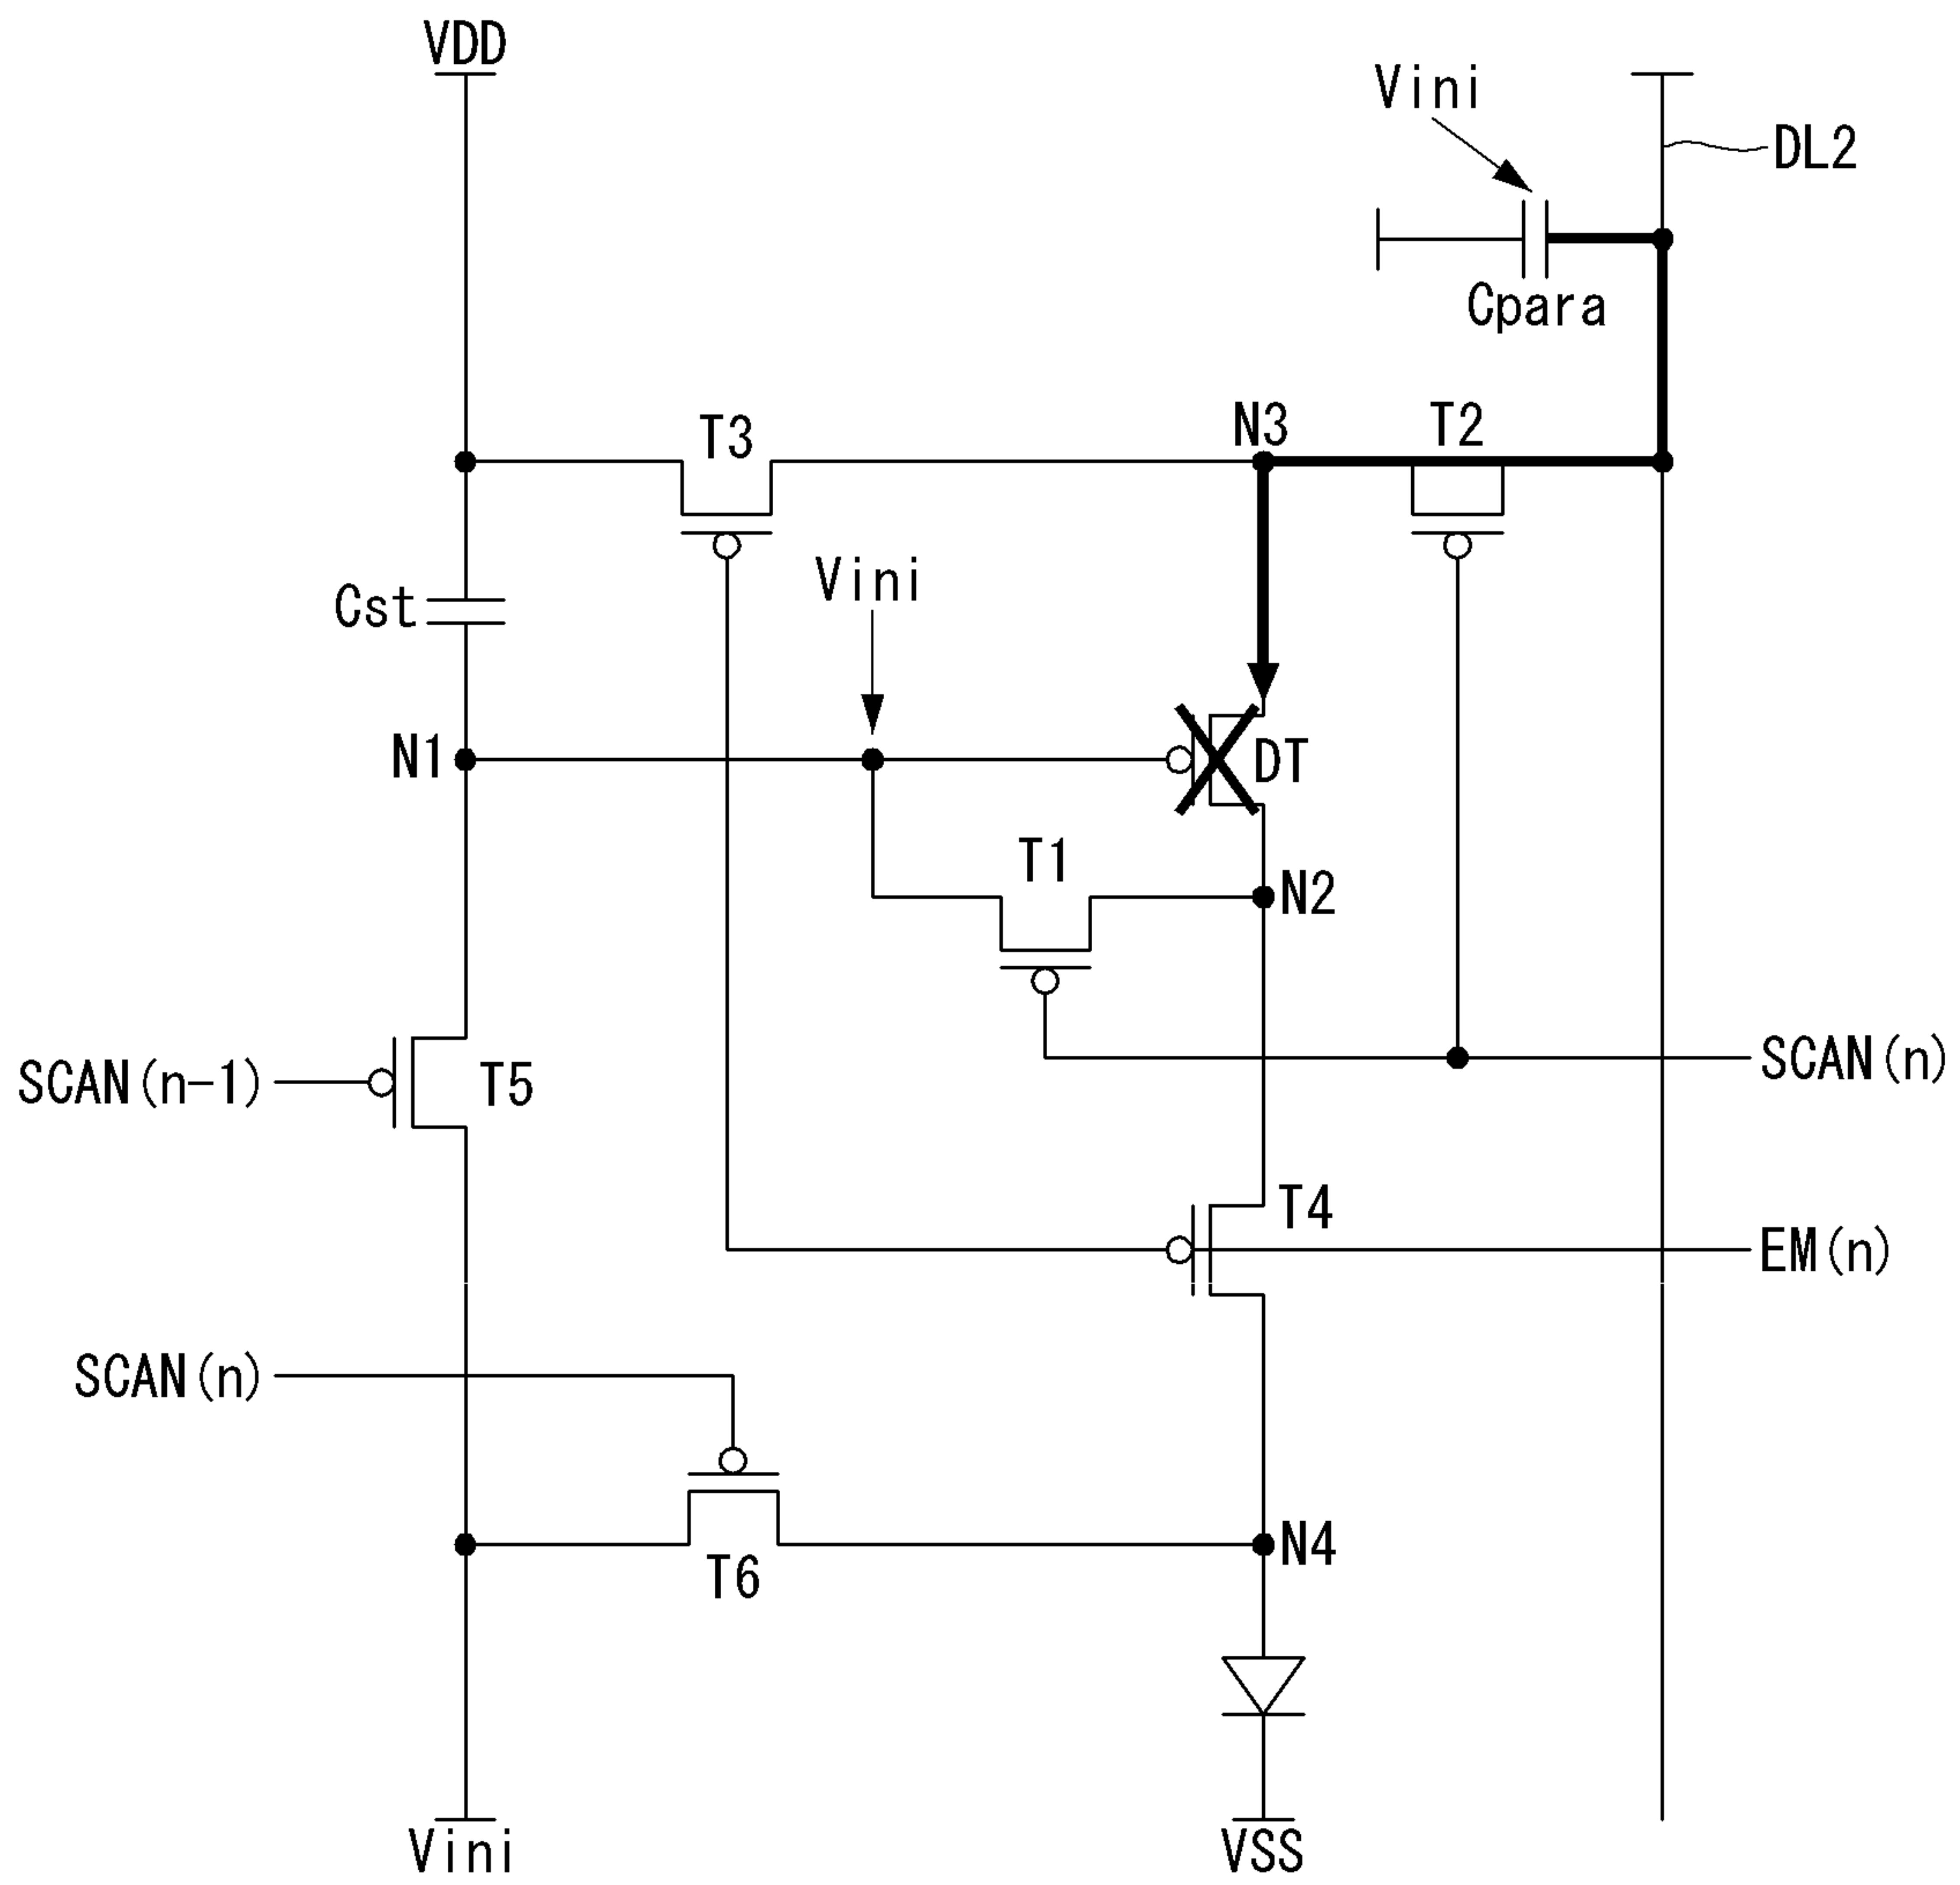 VDD
Vini
DL2
Cpara
T3
N3
T2
Vini
Cst
N1
DT
T1
N2
SCAN(n-1)
T5
SCAN(n)
T4
EM(n)
SCAN(n)
N4
T6
Vini
VSS